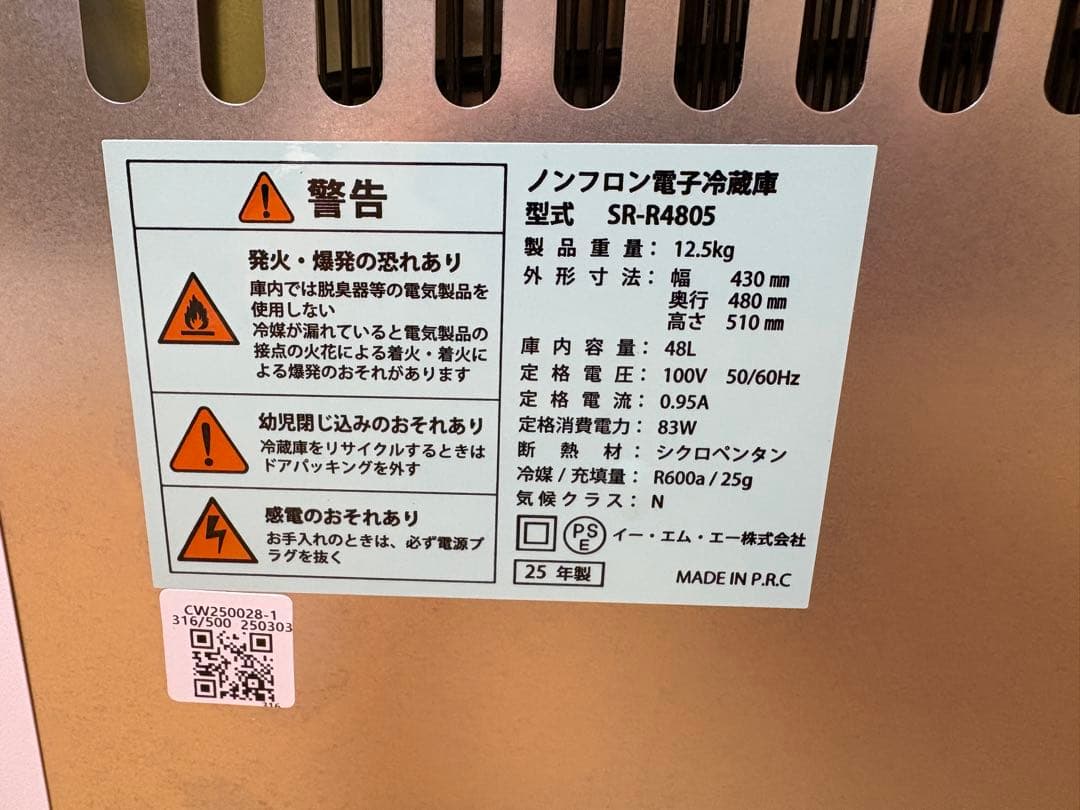 警告
発火・爆発の恐れあり
庫内では脱臭器等の電気製品を
使用しない
冷媒が漏れていると電気製品の
接点の火花による着火・着火に
よる爆発のおそれがあります
幼児閉じ込みのおそれあり
冷蔵庫をリサイクルするときは
ドアパッキングを外す
感電のおそれあり
お手入れのときは、必ず電源プ
ラグを抜く
ノンフロン電子冷蔵庫
型式 SR-R4805
製品重量： 12.5kg
外形寸法： 幅 430㎜
奥行 480㎜
高さ 510㎜
庫内容量： 48L
定格電圧： 100V 50/60Hz
定格電流： 0.95A
定格消費電力： 83W
断熱材： シクロペンタン
冷媒/充填量： R600a/25g
気候クラス： N
PS
E
イー・エム・エー株式会社
25 年製
MADE IN P.R.C
CW250028-1
316/500 250303
316